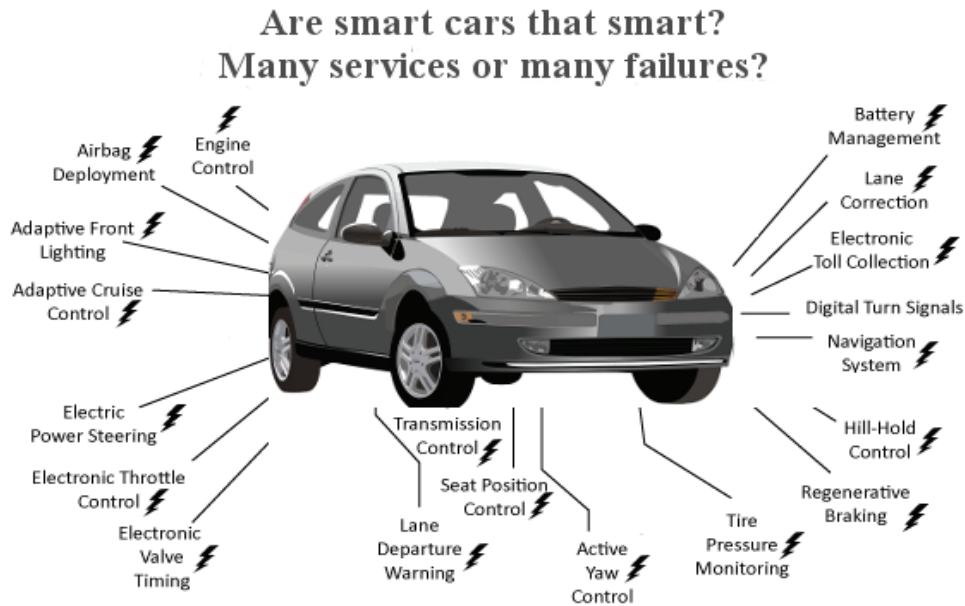 Are smart cars that smart?
Many services or many failures?
Engine
Control
Airbag
Deployment
Adaptive Front
Lighting
Adaptive Cruise
Control
Electric
Power Steering
Electronic Throttle
Control
Electronic
Valve
Timing
Transmission
Control
Seat Position
Control
Lane
Departure
Warning
Active
Yaw
Control
Tire
Pressure
Monitoring
Battery
Management
Lane
Correction
Electronic
Toll Collection
Digital Turn Signals
Navigation
System
Hill-Hold
Control
Regenerative
Braking